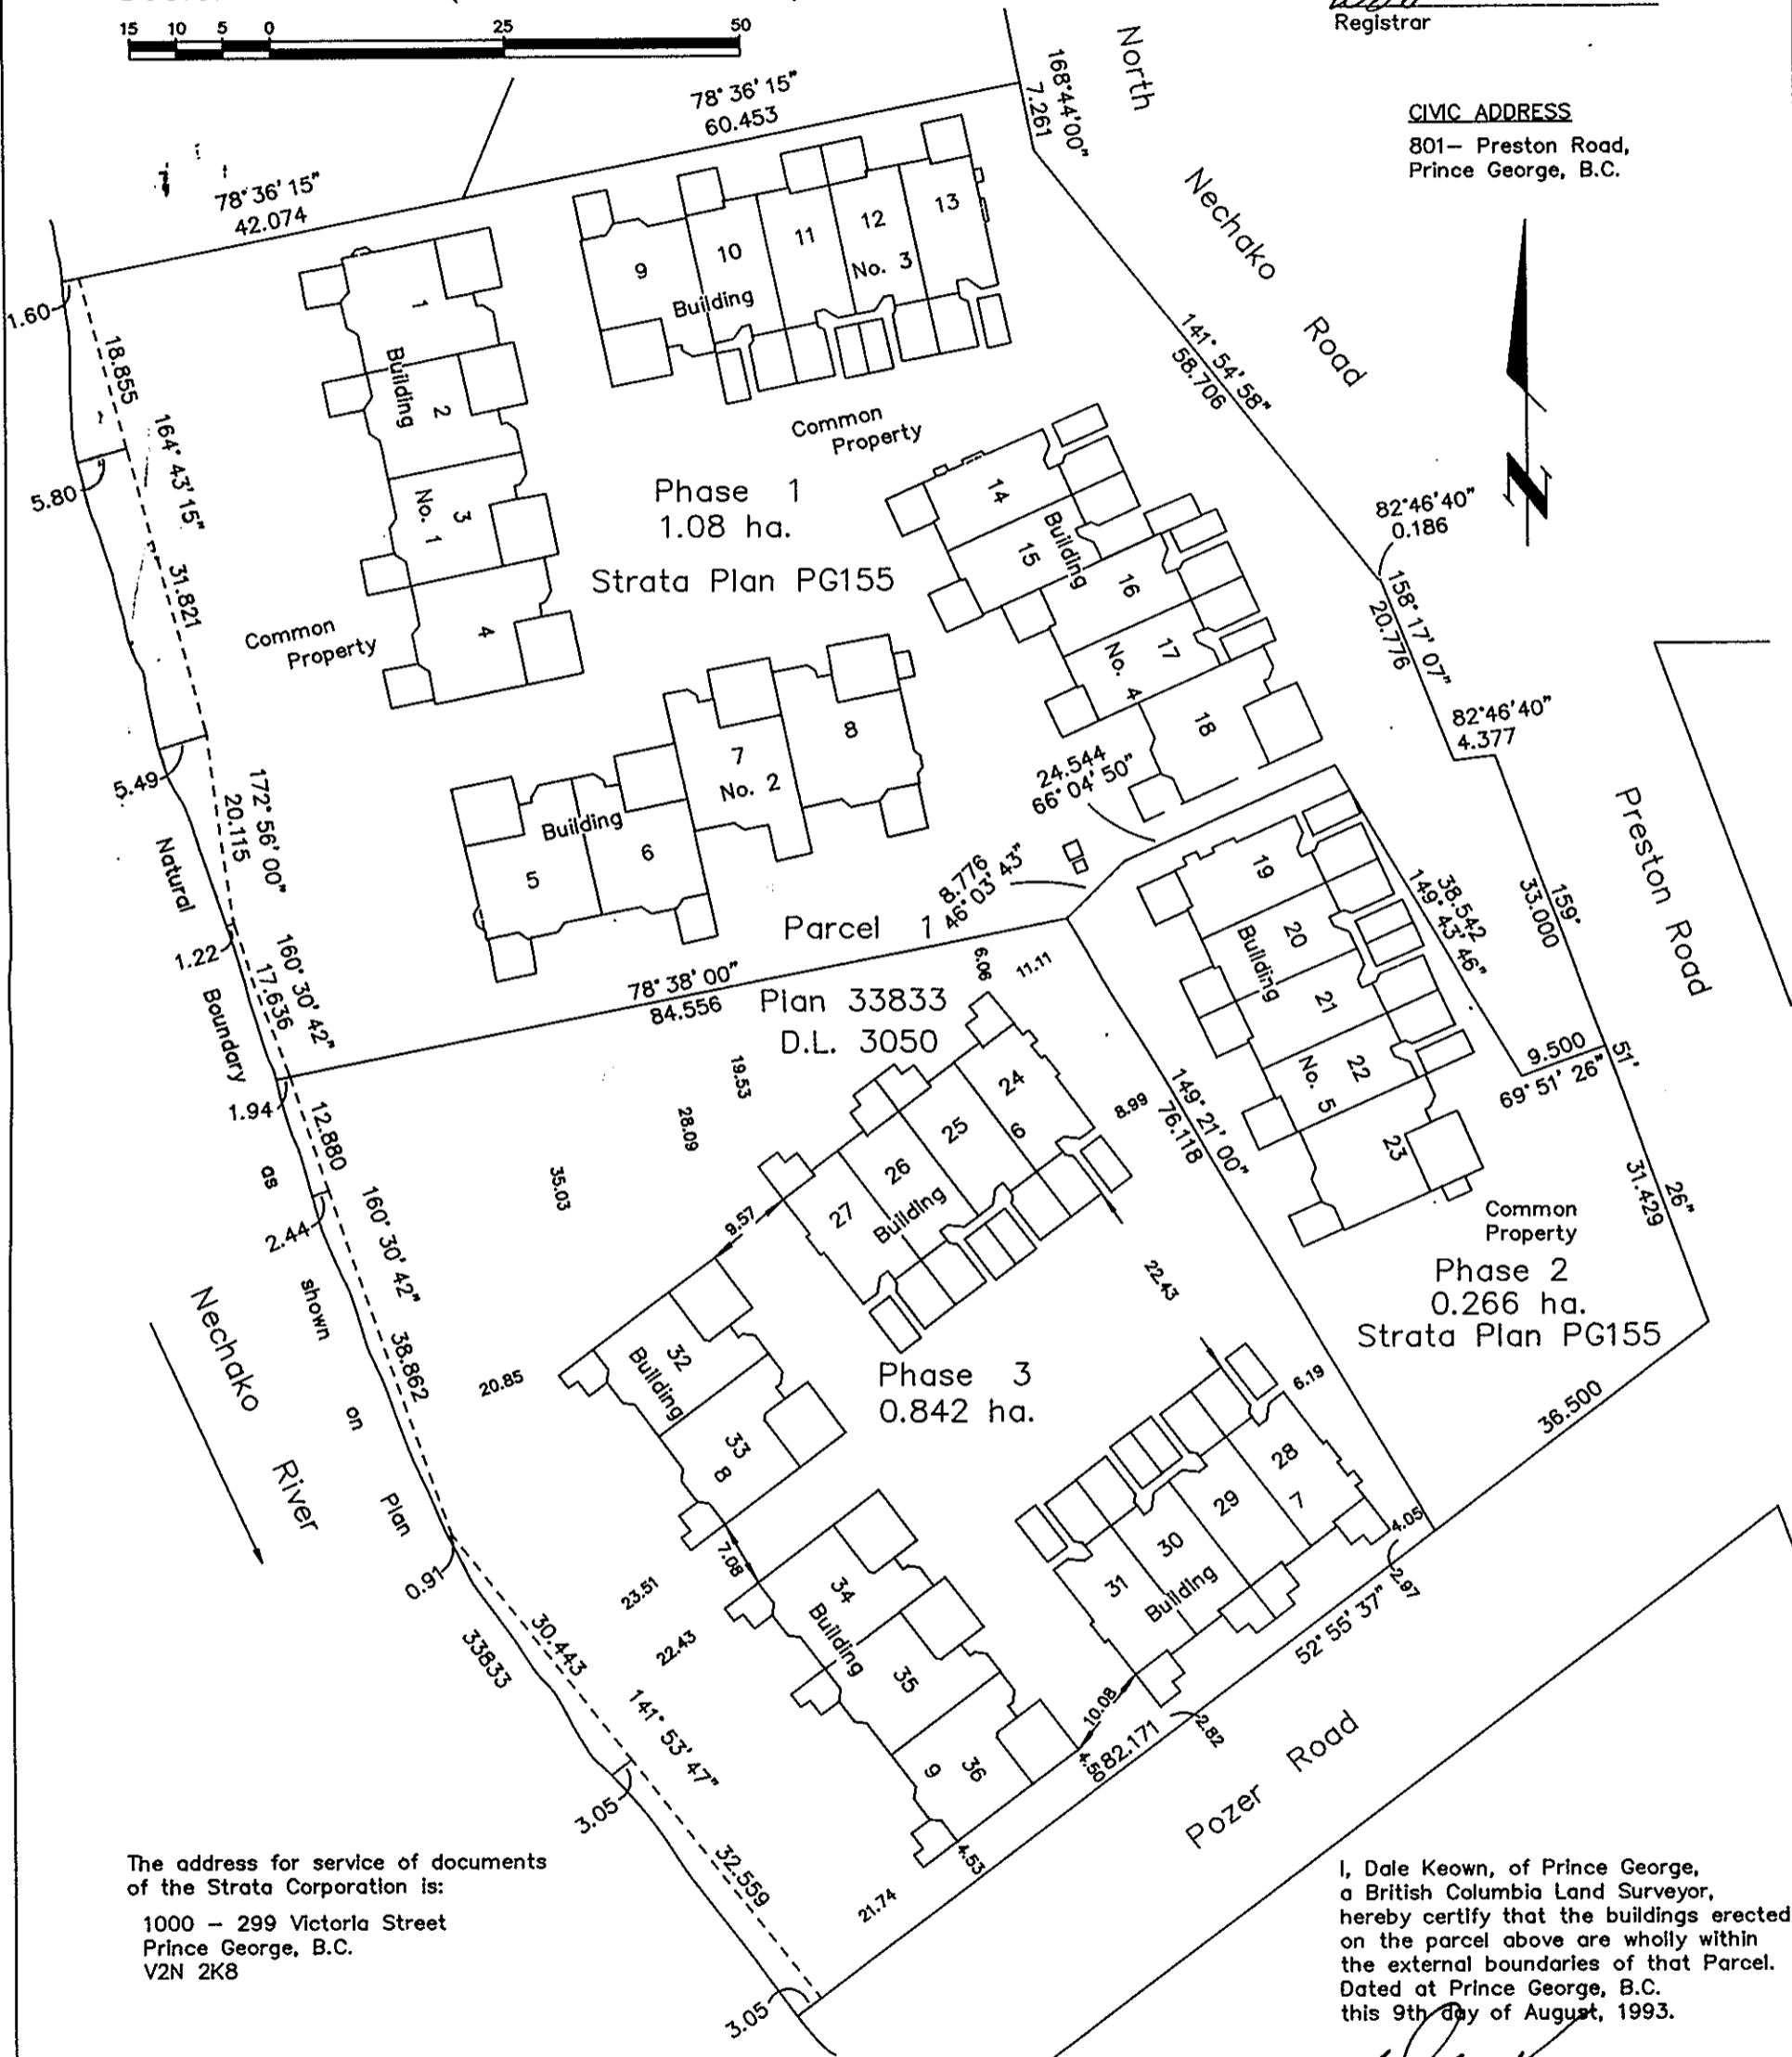 Registrar
15 10 5 0 25 50
CIVIC ADDRESS
801— Preston Road,
Prince George, B.C.
North
Nechako
Road
168°44'00"
7.261
78° 36' 15"
60.453
78° 36' 15"
42.074
1.60
18.855
164° 43' 15"
5.80
31.821
5.49
172° 56' 00"
20.115
1.22
160° 30' 42"
17.636
1.94
12.880
2.44
160° 30' 42"
38.862
0.91
30.443
141° 53' 47"
3.05
32.559
3.05
Natural
Boundary
as
shown
on
Plan
33833
Nechako
River
141° 54' 58"
58.706
82°46'40"
0.186
158° 17' 07"
20.776
82°46'40"
4.377
N
Preston Road
159°
51'
26"
33.000
31.429
1
2
3
4
Building
No. 1
9
10
11
12
13
Building
No. 3
Common
Property
Phase 1
1.08 ha.
Strata Plan PG155
Common
Property
14
15
16
17
18
Building
No. 4
5
6
7
8
Building
No. 2
24.544
66° 04' 50"
8.776
46° 03' 43"
Parcel 1
78° 38' 00"
84.556
Plan 33833
D.L. 3050
6.06
11.11
19
20
21
22
23
Building
No. 5
38.542
149° 43' 46"
9.500
69° 51' 26"
149° 21' 00"
76.118
Common
Property
Phase 2
0.266 ha.
Strata Plan PG155
36.500
19.53
28.09
35.03
8.99
24
25
26
27
Building
6
9.57
22.43
20.85
32
33
Building
8
Phase 3
0.842 ha.
6.19
28
29
30
31
Building
7
4.05
2.97
7.08
23.51
22.43
34
35
36
Building
9
10.08
4.50
82.171
2.82
52° 55' 37"
4.53
21.74
Pozer Road
The address for service of documents
of the Strata Corporation is:
1000 — 299 Victoria Street
Prince George, B.C.
V2N 2K8
I, Dale Keown, of Prince George,
a British Columbia Land Surveyor,
hereby certify that the buildings erected
on the parcel above are wholly within
the external boundaries of that Parcel.
Dated at Prince George, B.C.
this 9th day of August, 1993.